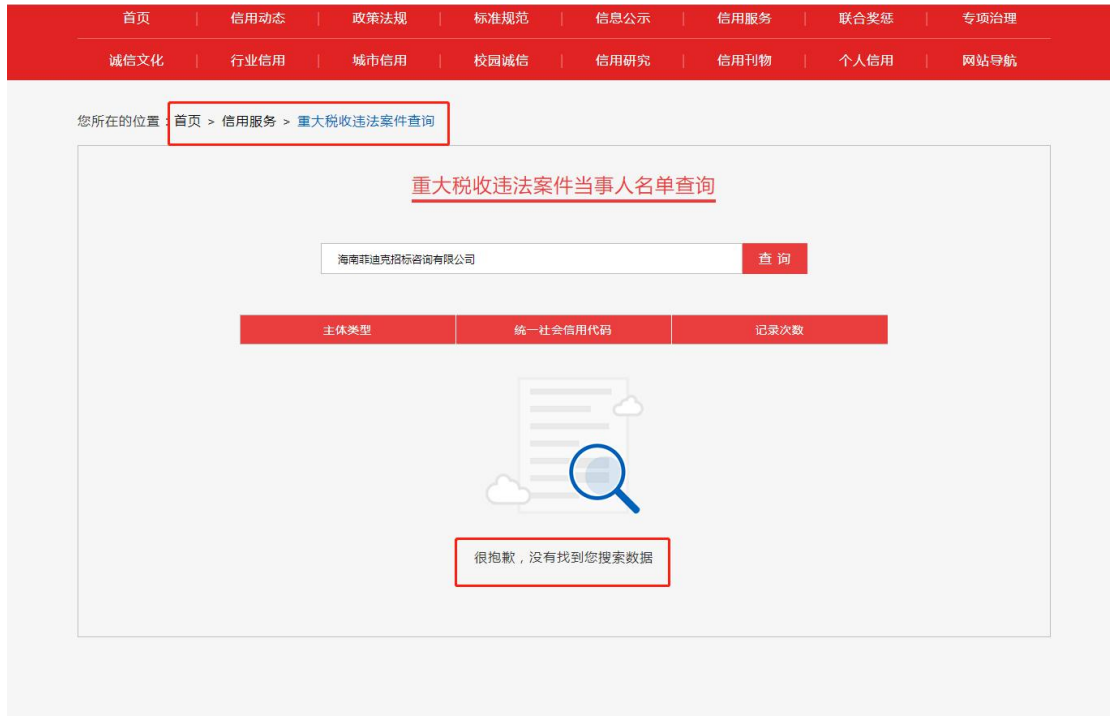 首页 | 信用动态 | 政策法规 | 标准规范 | 信息公示 | 信用服务 | 联合奖惩 | 专项治理
诚信文化 | 行业信用 | 城市信用 | 校园诚信 | 信用研究 | 信用刊物 | 个人信用 | 网站导航
您所在的位置：首页 > 信用服务 > 重大税收违法案件查询
重大税收违法案件当事人名单查询
海南菲迪克招标咨询有限公司 查 询
主体类型 统一社会信用代码 记录次数
很抱歉，没有找到您搜索数据